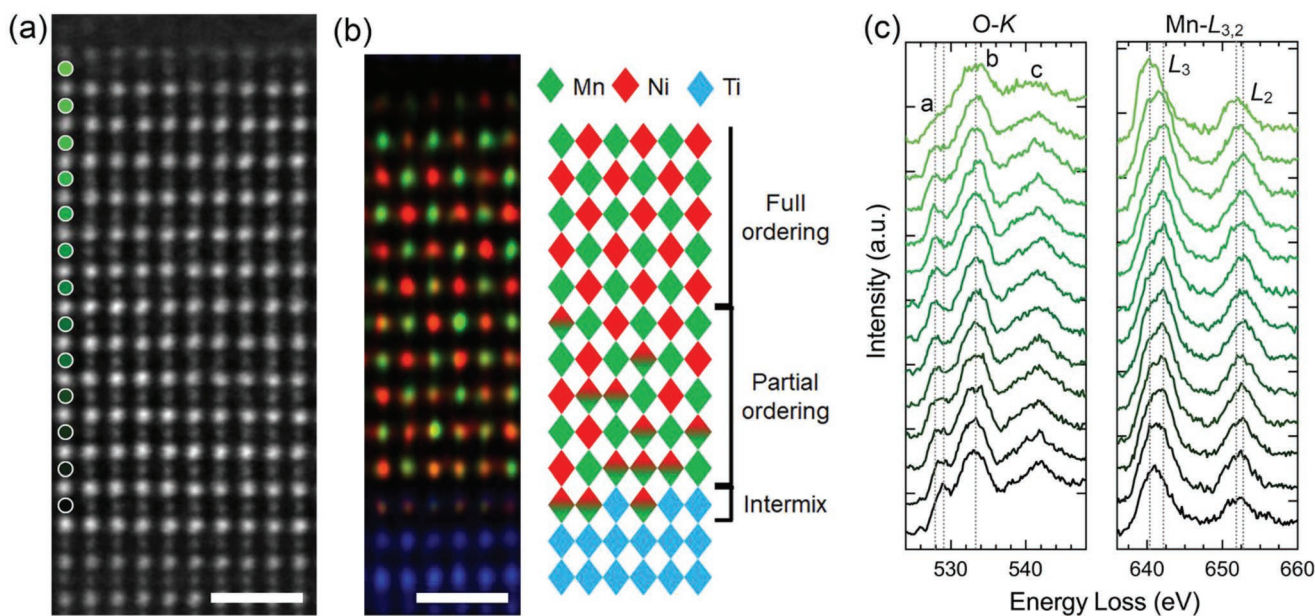 (a)
(b)
Mn Ni Ti
Full
ordering
Partial
ordering
Intermix
(c)
O-K
Mn-L3,2
a
b
c
L3
L2
Intensity (a.u.)
530 540
640 650 660
Energy Loss (eV)